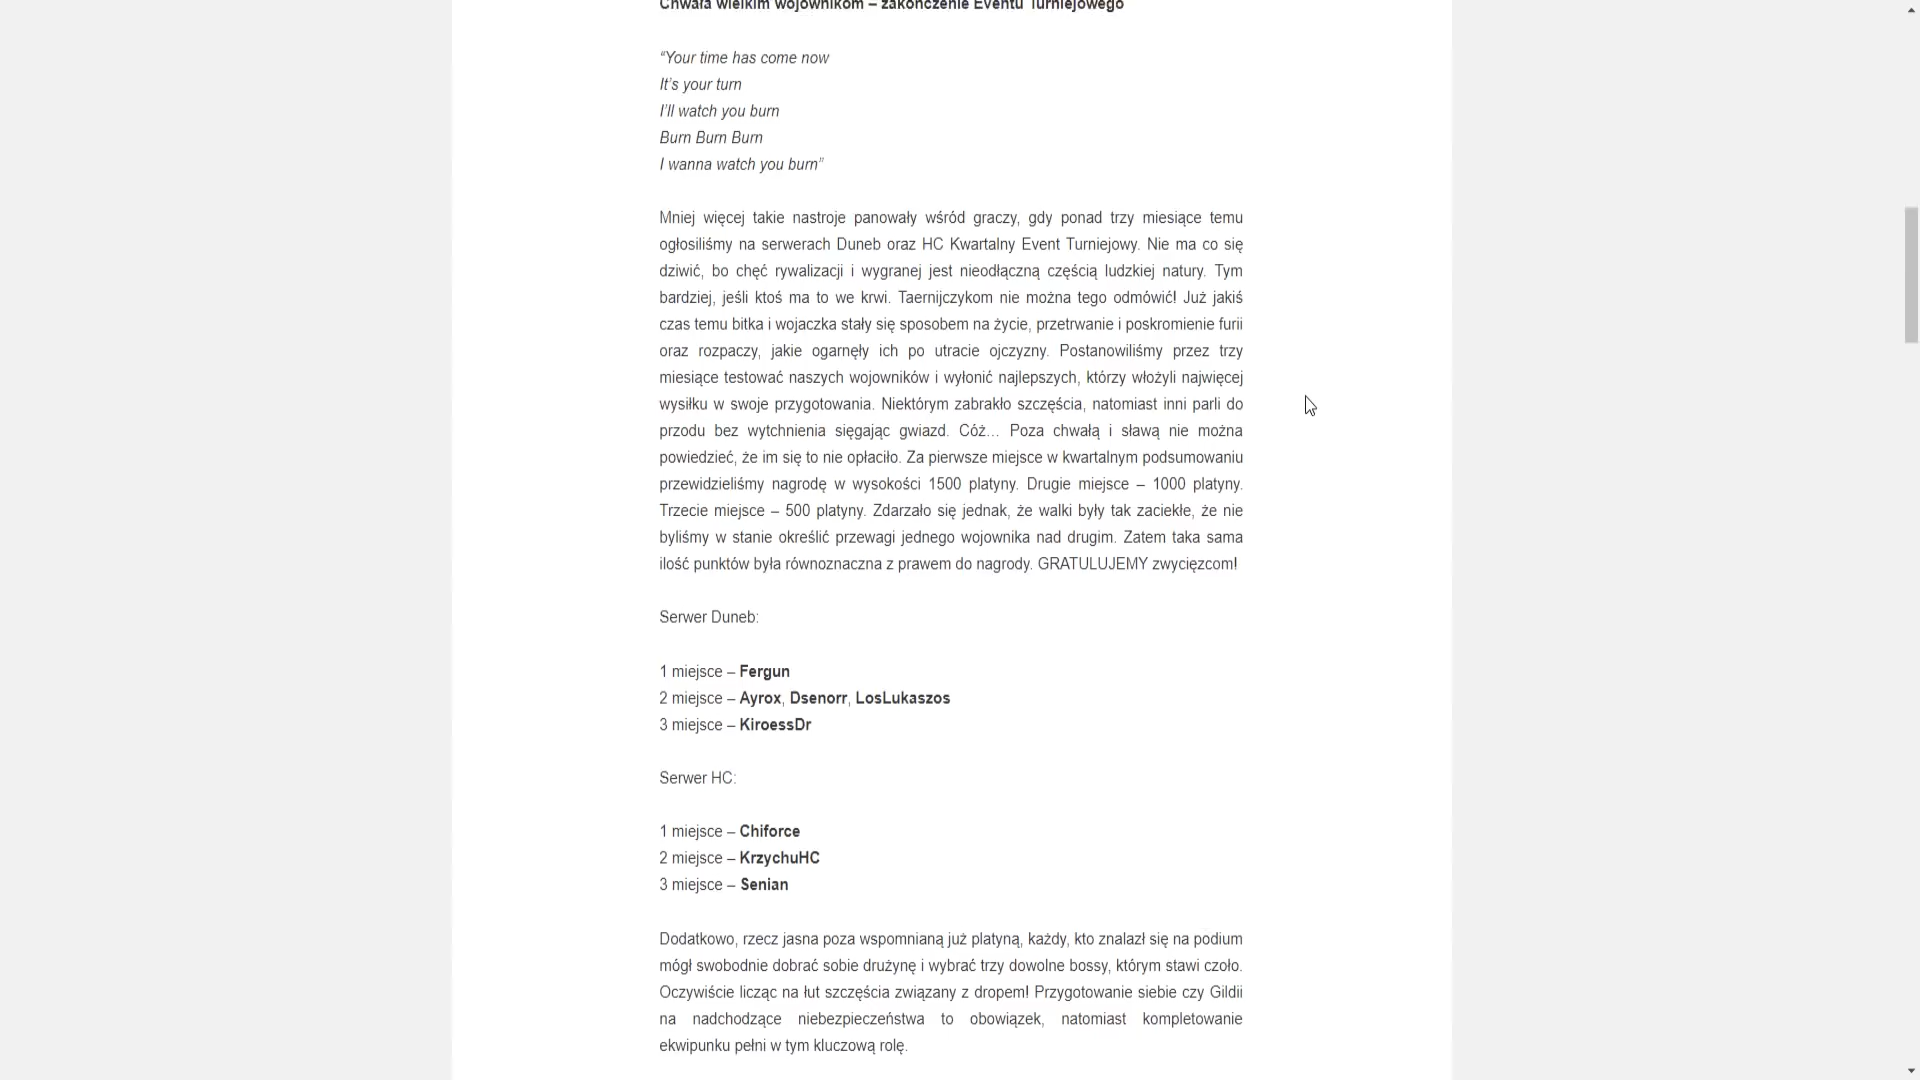 Chwała wielkim wojownikom – zakończenie Eventu Turniejowego
“Your time has come now
It’s your turn
I’ll watch you burn
Burn Burn Burn
I wanna watch you burn”
Mniej więcej takie nastroje panowały wśród graczy, gdy ponad trzy miesiące temu
ogłosiliśmy na serwerach Duneb oraz HC Kwartalny Event Turniejowy. Nie ma co się
dziwić, bo chęć rywalizacji i wygranej jest nieodłączną częścią ludzkiej natury. Tym
bardziej, jeśli ktoś ma to we krwi. Taernijczykom nie można tego odmówić! Już jakiś
czas temu bitka i wojaczka stały się sposobem na życie, przetrwanie i poskromienie furii
oraz rozpaczy, jakie ogarnęły ich po utracie ojczyzny. Postanowiliśmy przez trzy
miesiące testować naszych wojowników i wyłonić najlepszych, którzy włożyli najwięcej
wysiłku w swoje przygotowania. Niektórym zabrakło szczęścia, natomiast inni parli do
przodu bez wytchnienia sięgając gwiazd. Cóż… Poza chwałą i sławą nie można
powiedzieć, że im się to nie opłaciło. Za pierwsze miejsce w kwartalnym podsumowaniu
przewidzieliśmy nagrodę w wysokości 1500 platyny. Drugie miejsce – 1000 platyny.
Trzecie miejsce – 500 platyny. Zdarzało się jednak, że walki były tak zaciekłe, że nie
byliśmy w stanie określić przewagi jednego wojownika nad drugim. Zatem taka sama
ilość punktów była równoznaczna z prawem do nagrody. GRATULUJEMY zwycięzcom!
Serwer Duneb:
1 miejsce – Fergun
2 miejsce – Ayrox, Dsenorr, LosLukaszos
3 miejsce – KiroessDr
Serwer HC:
1 miejsce – Chiforce
2 miejsce – KrzychuHC
3 miejsce – Senian
Dodatkowo, rzecz jasna poza wspomnianą już platyną, każdy, kto znalazł się na podium
mógł swobodnie dobrać sobie drużynę i wybrać trzy dowolne bossy, którym stawi czoło.
Oczywiście licząc na łut szczęścia związany z dropem! Przygotowanie siebie czy Gildii
na nadchodzące niebezpieczeństwa to obowiązek, natomiast kompletowanie
ekwipunku pełni w tym kluczową rolę.